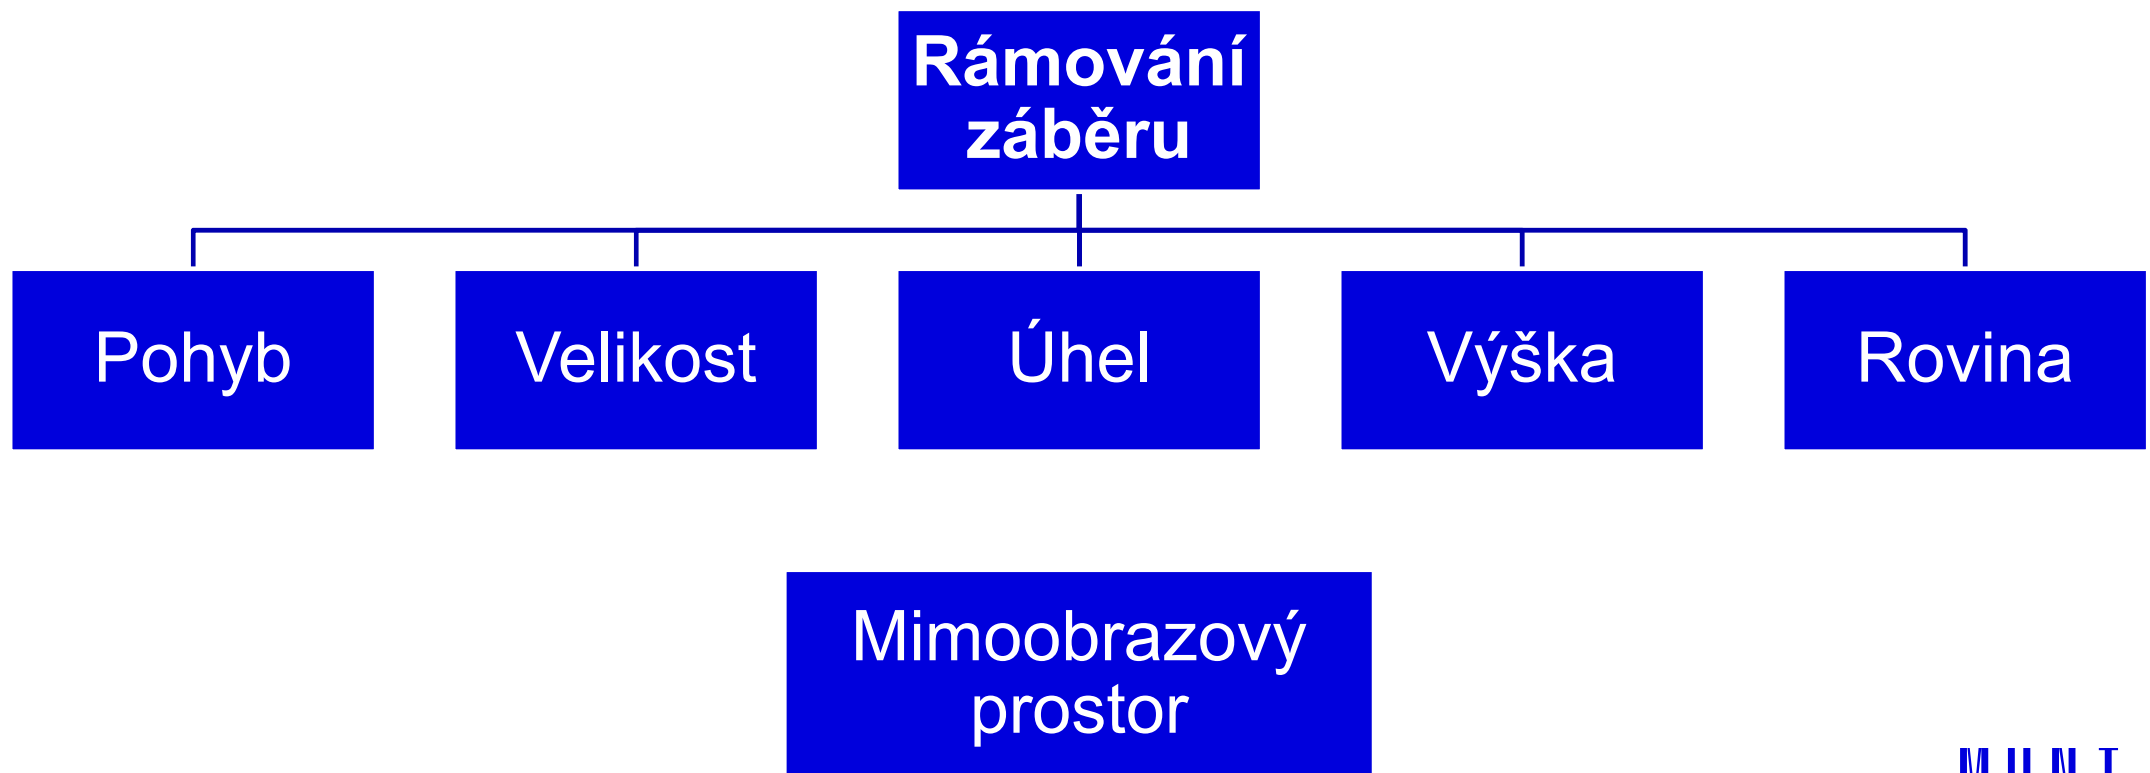 Rámování
záběru
Pohyb
Velikost
Úhel
Výška
Rovina
Mimoobrazový
prostor